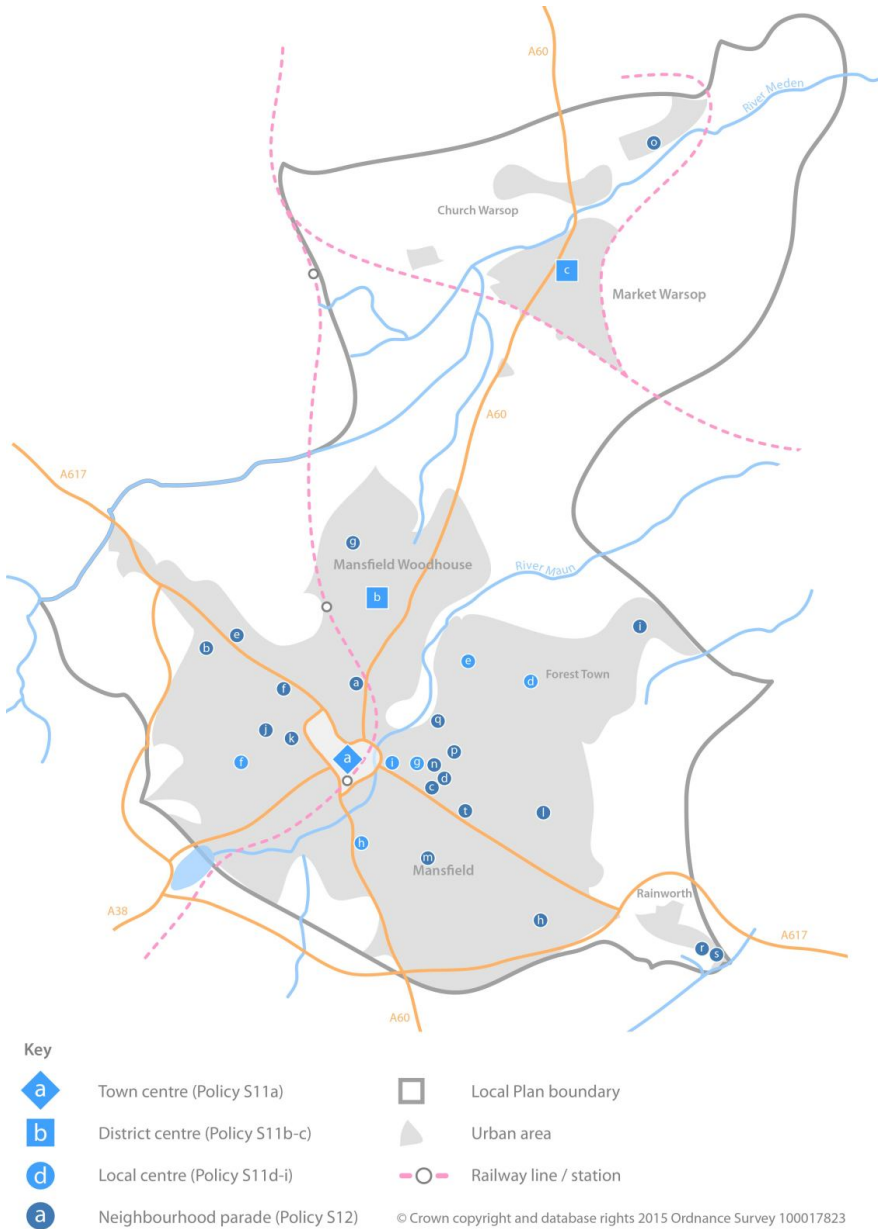 A60
River Meden
o
Church Warsop
c
Market Warsop
A60
A617
g
Mansfield Woodhouse
River Maun
b
i
e
b
e
Forest Town
d
a
f
q
j
k
p
a
f
i
g
n
d
c
t
l
h
m
Mansfield
Rainworth
A38
h
A617
r
s
A60
Key
a Town centre (Policy S11a)
Local Plan boundary
b District centre (Policy S11b-c)
Urban area
d Local centre (Policy S11d-i)
Railway line / station
a Neighbourhood parade (Policy S12)
© Crown copyright and database rights 2015 Ordnance Survey 100017823